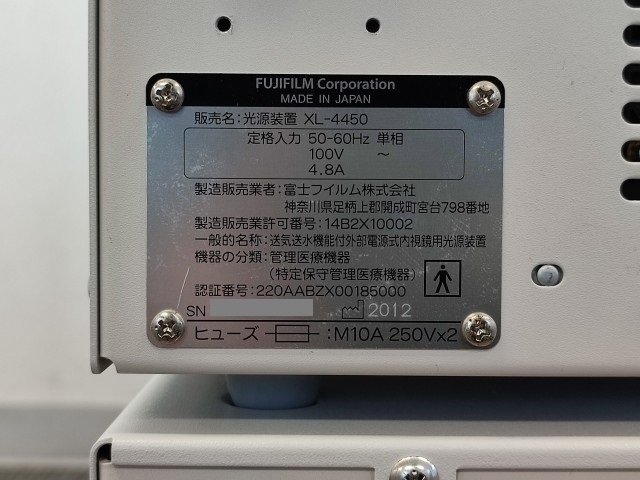 FUJIFILM Corporation
MADE IN JAPAN
販売名:光源装置 XL-4450
定格入力 50-60Hz 単相
100V ~
4.8A
製造販売業者:富士フイルム株式会社
神奈川県足柄上郡開成町宮台798番地
製造販売業許可番号:14B2X10002
一般的名称:送気送水機能付外部電源式内視鏡用光源装置
機器の分類:管理医療機器
(特定保守管理医療機器)
認証番号:220AABZX00185000
SN 2012
ヒューズ :M10A 250Vx2